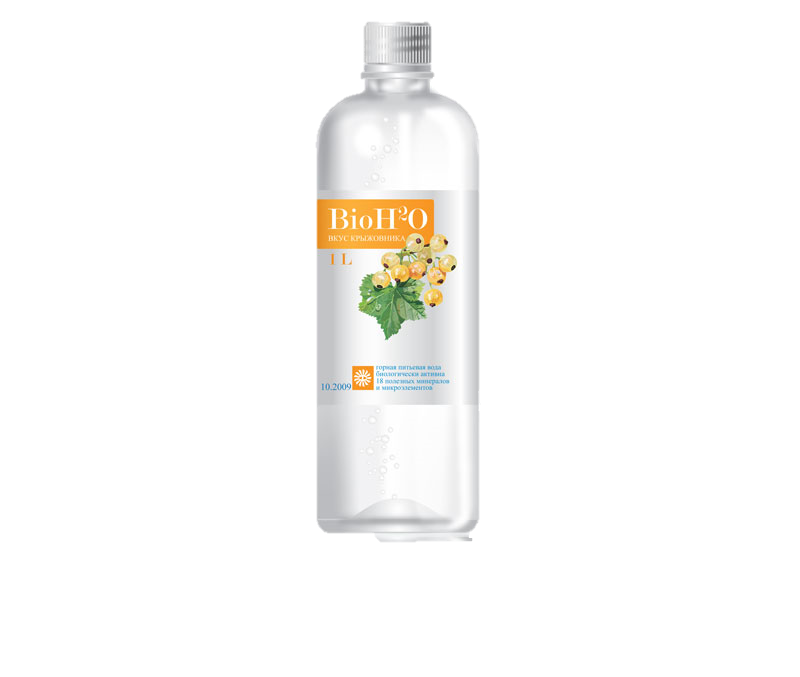 BioH²O
ВКУС КРЫЖОВНИКА
1 L
10.2009
горная питьевая вода
биологически активна
18 полезных минералов
и микроэлементов